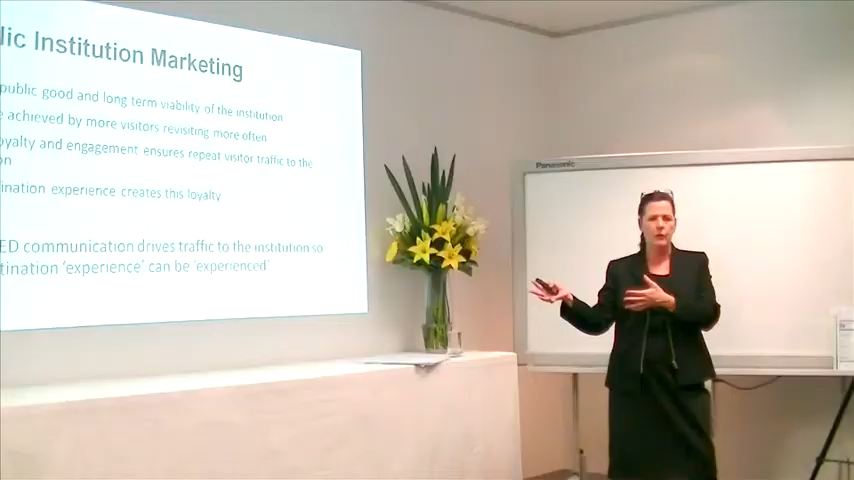 lic Institution Marketing
public good and long term viability of the institution
e achieved by more visitors revisiting more often
oyalty and engagement ensures repeat visitor traffic to the
on
ination experience creates this loyalty
ED communication drives traffic to the institution so
tination 'experience' can be 'experienced'
Panasonic